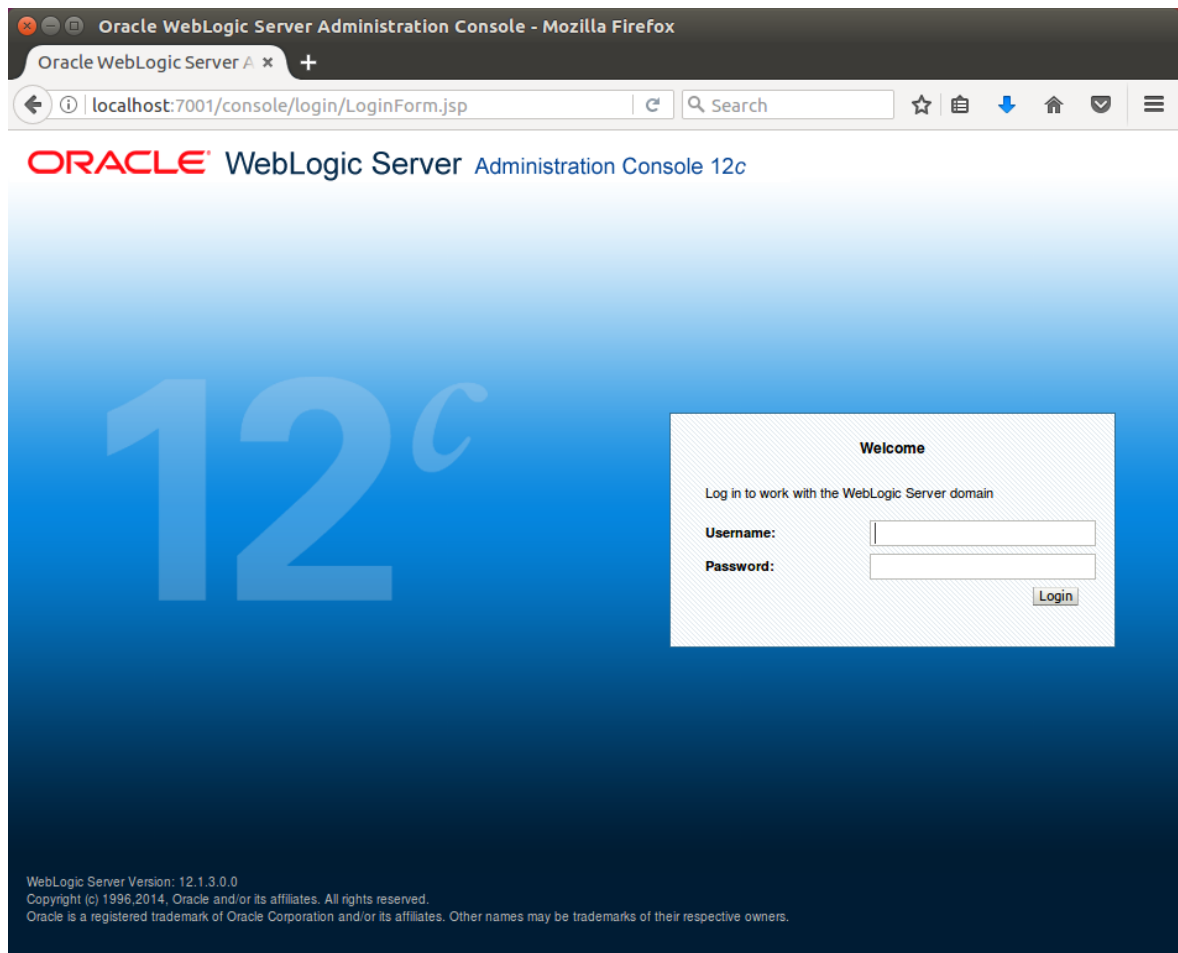 Oracle WebLogic Server Administration Console - Mozilla Firefox
Oracle WebLogic Server A
localhost:7001/console/login/LoginForm.jsp
Search
ORACLE WebLogic Server Administration Console 12c
12c
Welcome
Log in to work with the WebLogic Server domain
Username:
Password:
Login
WebLogic Server Version: 12.1.3.0.0
Copyright (c) 1996,2014, Oracle and/or its affiliates. All rights reserved.
Oracle is a registered trademark of Oracle Corporation and/or its affiliates. Other names may be trademarks of their respective owners.